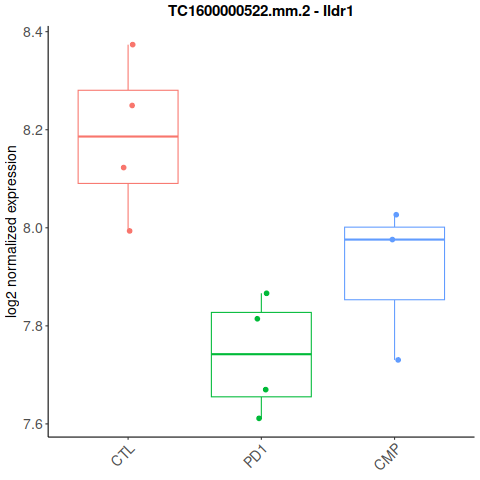 TC1600000522.mm.2 - Ildr1
log2 normalized expression
8.4
8.2
8.0
7.8
7.6
CTL
PD1
CMP